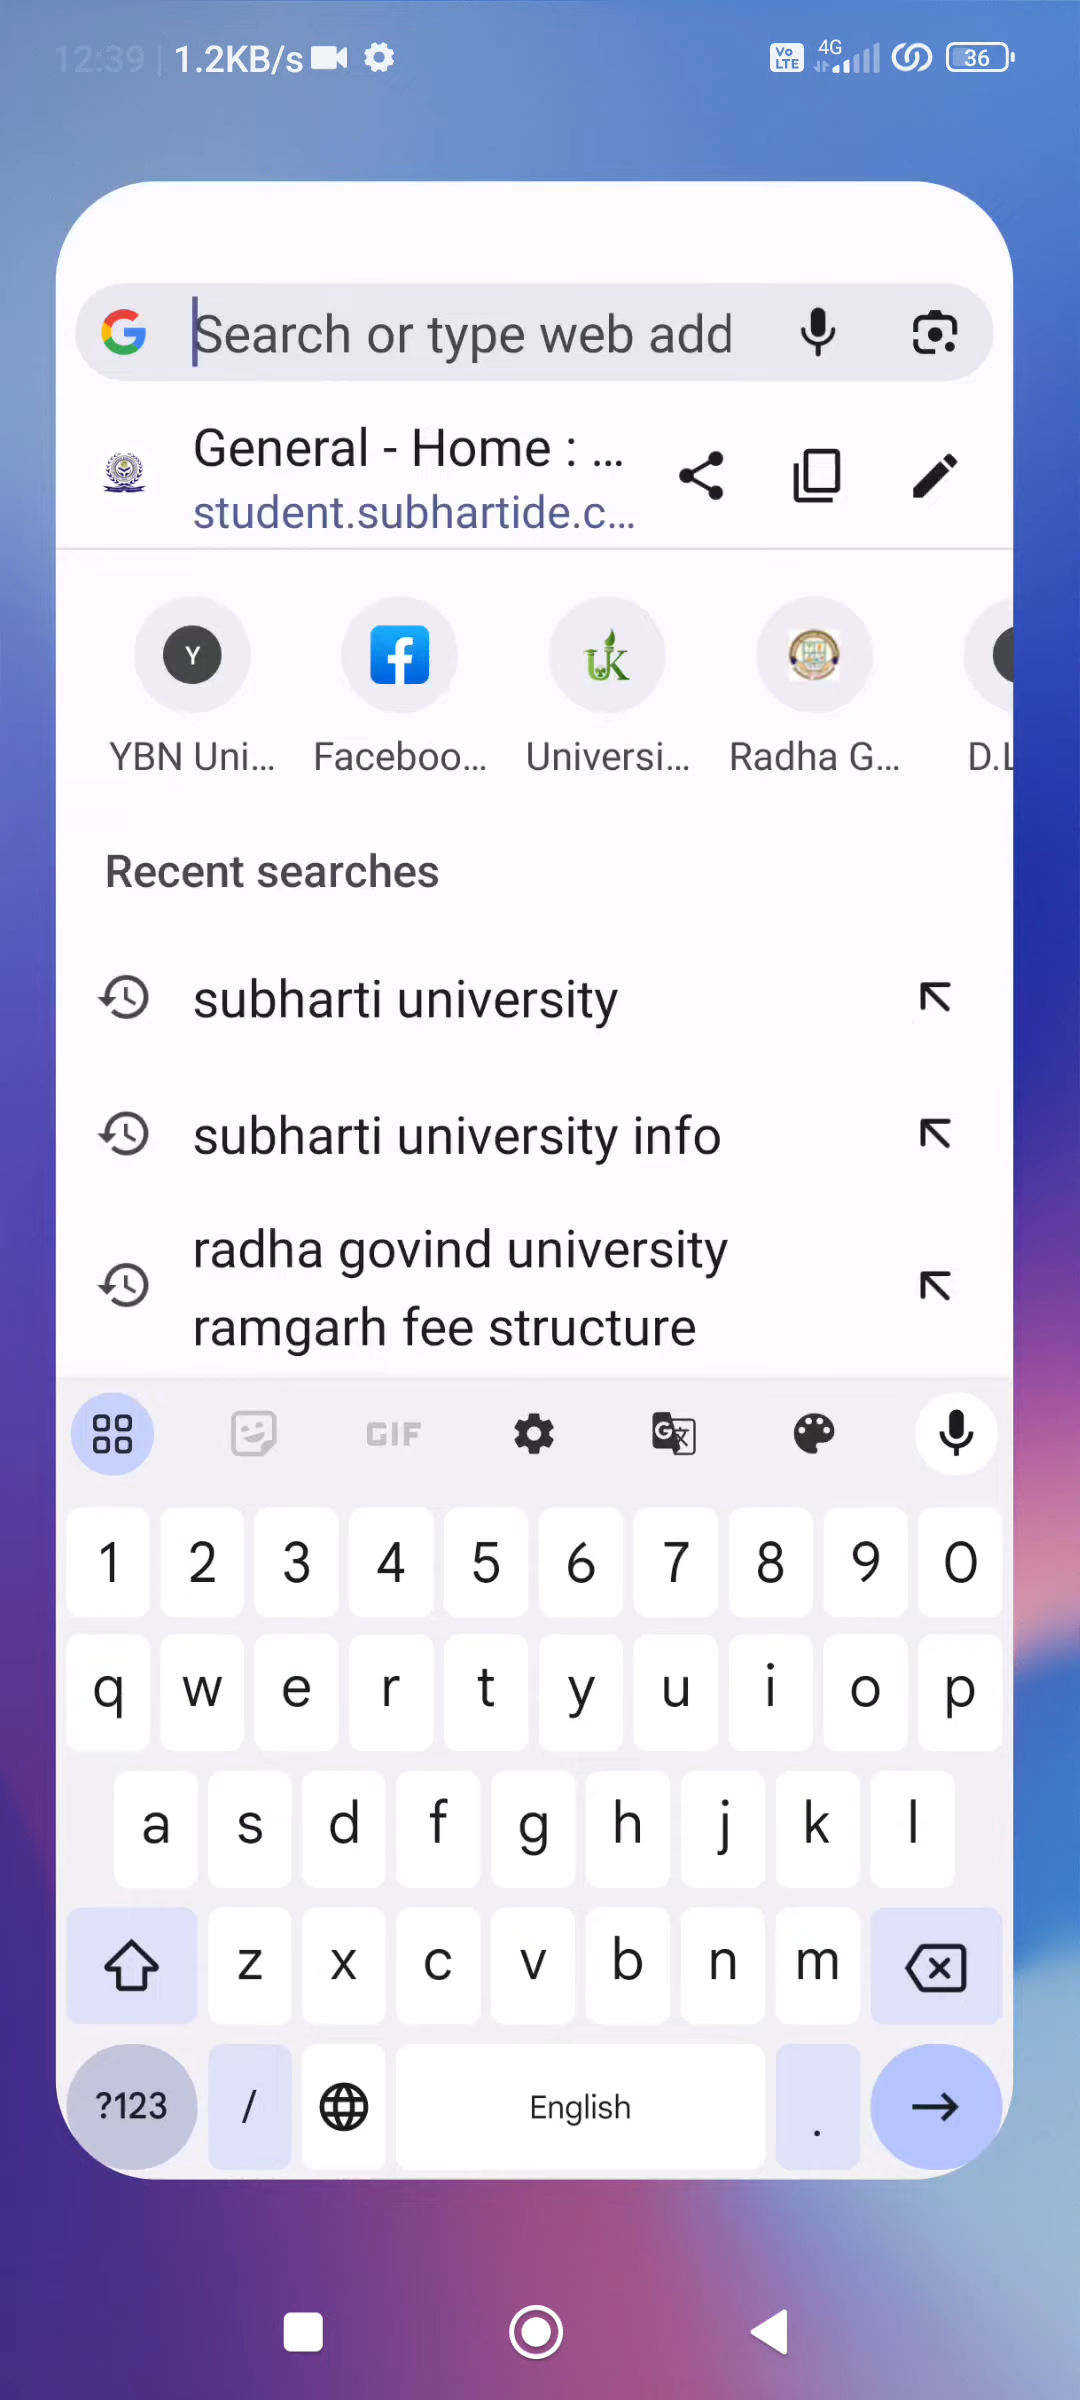 12:39 | 1.2KB/s
Vo LTE 4G 36
Search or type web add
General - Home : ...
student.subhartide.c...
Y
YBN Uni... Faceboo... Universi... Radha G... D.L
Recent searches
subharti university
subharti university info
radha govind university
ramgarh fee structure
GIF
1 2 3 4 5 6 7 8 9 0
q w e r t y u i o p
a s d f g h j k l
z x c v b n m
?123 / English .